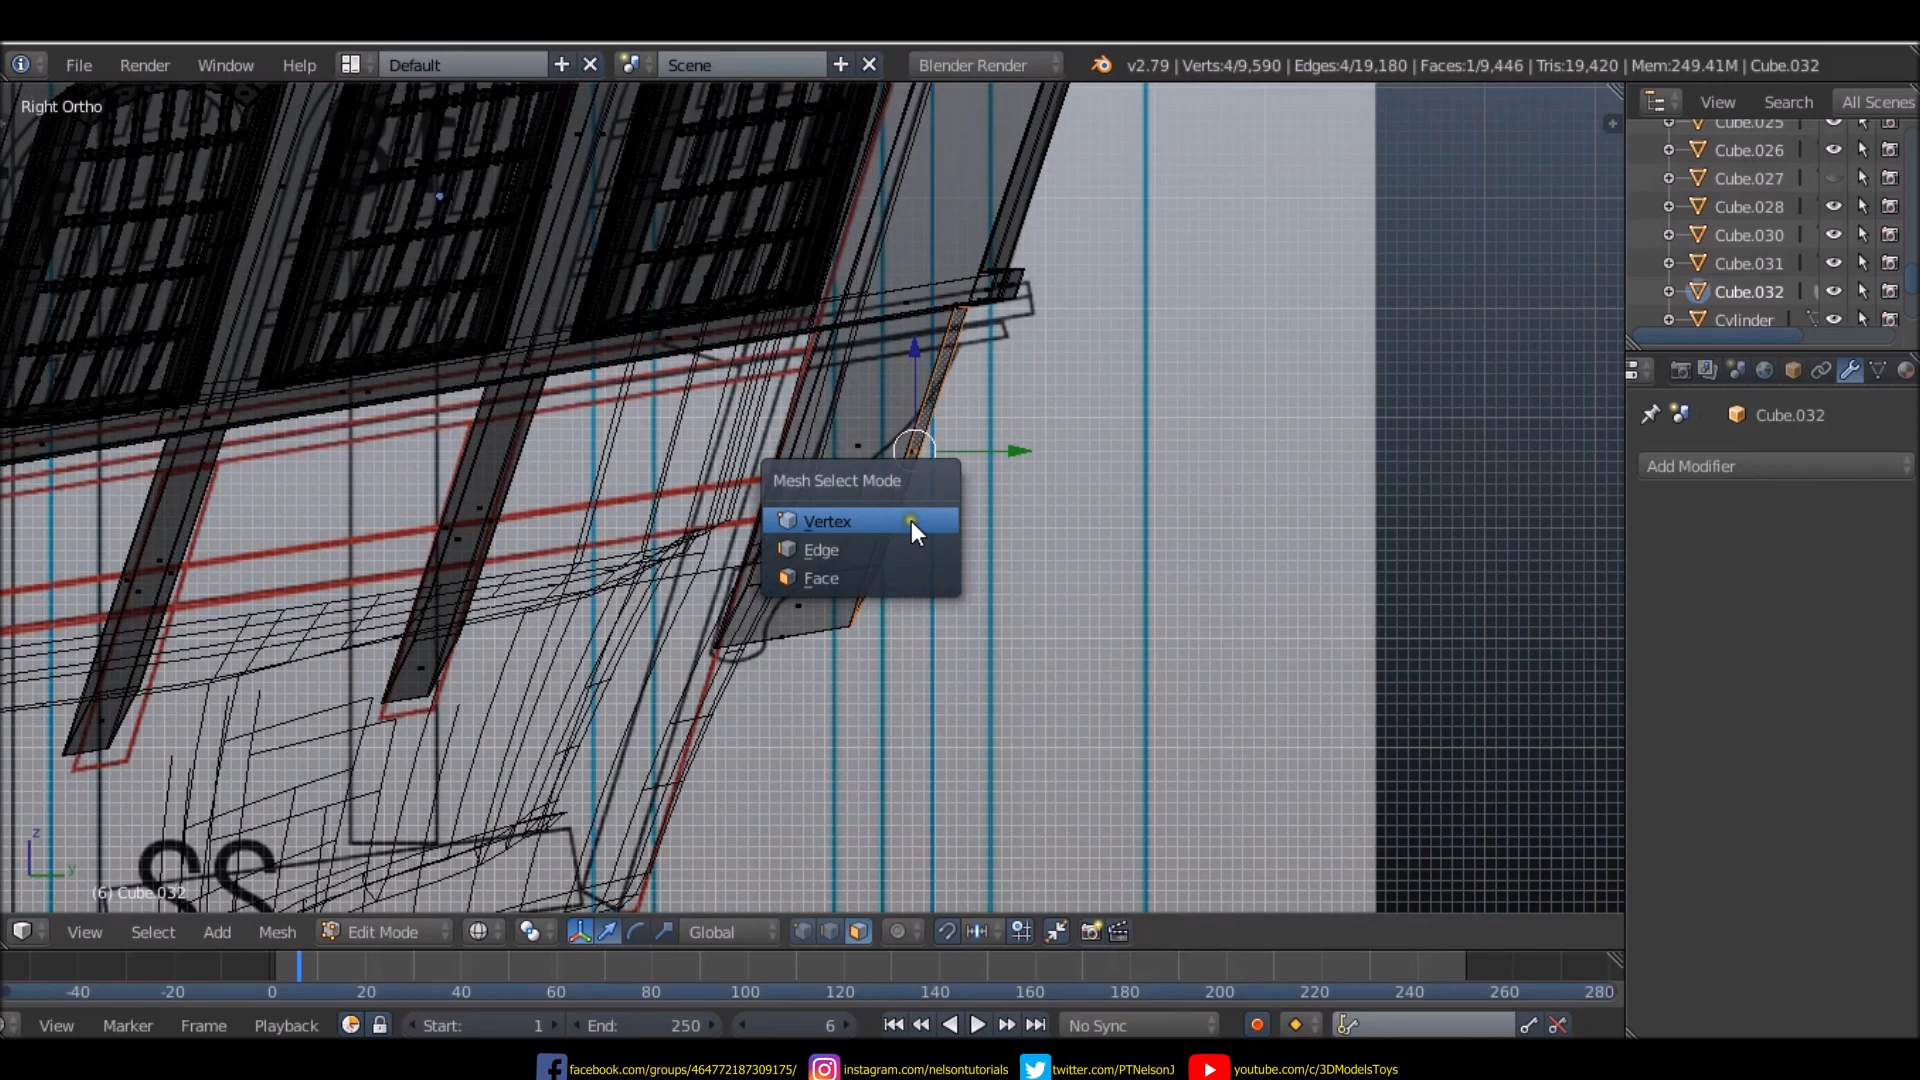 File Render Window Help Default Scene Blender Render v2.79 | Verts:4/9,590 | Edges:4/19,180 | Faces:1/9,446 | Tris:19,420 | Mem:249.41M | Cube.032
Right Ortho
View Search All Scenes
Cube.025
Cube.026
Cube.027
Cube.028
Cube.030
Cube.031
Cube.032
Cylinder
Cube.032
Add Modifier
Mesh Select Mode
Vertex
Edge
Face
z
y
22
(6) Cube.032
View Select Add Mesh Edit Mode Global
-40 -20 0 20 40 60 80 100 120 140 160 180 200 220 240 260 280
View Marker Frame Playback Start: 1 End: 250 6 No Sync
facebook.com/groups/464772187309175/ instagram.com/nelsontutorials twitter.com/PTNelsonJ youtube.com/c/3DModelsToys